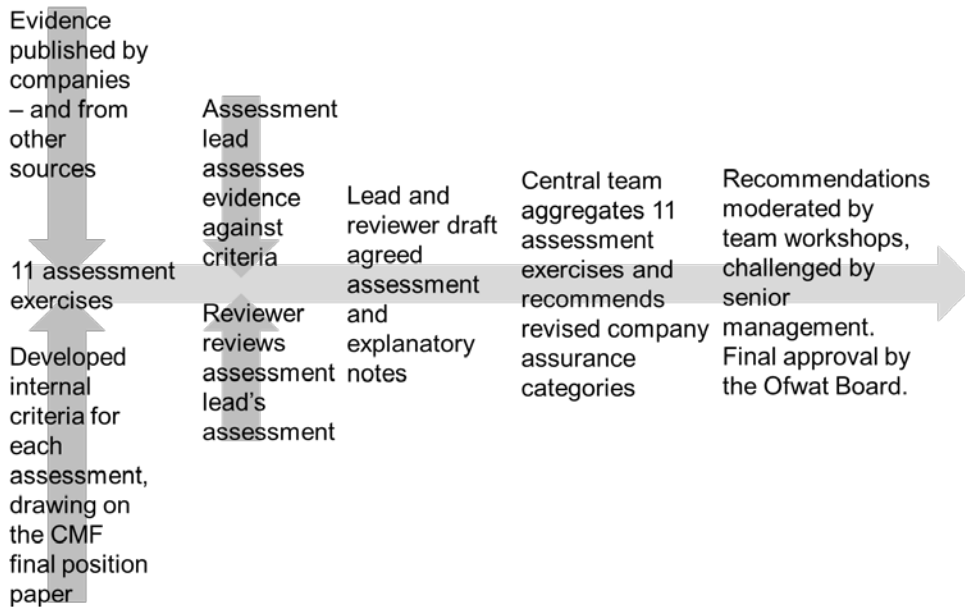 Evidence
published by
companies
– and from
other
sources
11 assessment
exercises
Developed
internal
criteria for
each
assessment,
drawing on
the CMF
final position
paper
Assessment
lead
assesses
evidence
against
criteria
Reviewer
reviews
assessment
lead's
assessment
Lead and
reviewer draft
agreed
assessment
and
explanatory
notes
Central team
aggregates 11
assessment
exercises and
recommends
revised company
assurance
categories
Recommendations
moderated by
team workshops,
challenged by
senior
management.
Final approval by
the Ofwat Board.